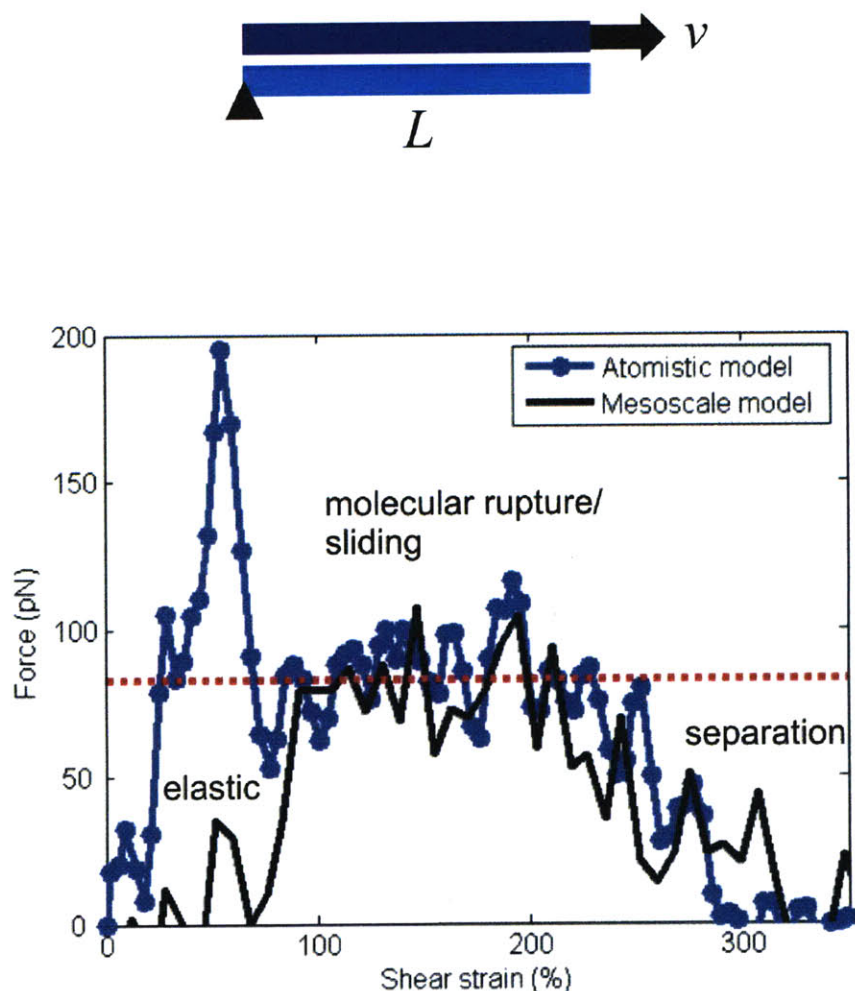 v
L
200
150
100
50
0
Force (pN)
Atomistic model
Mesoscale model
molecular rupture/
sliding
elastic
separation
0
100
200
300
Shear strain (%)